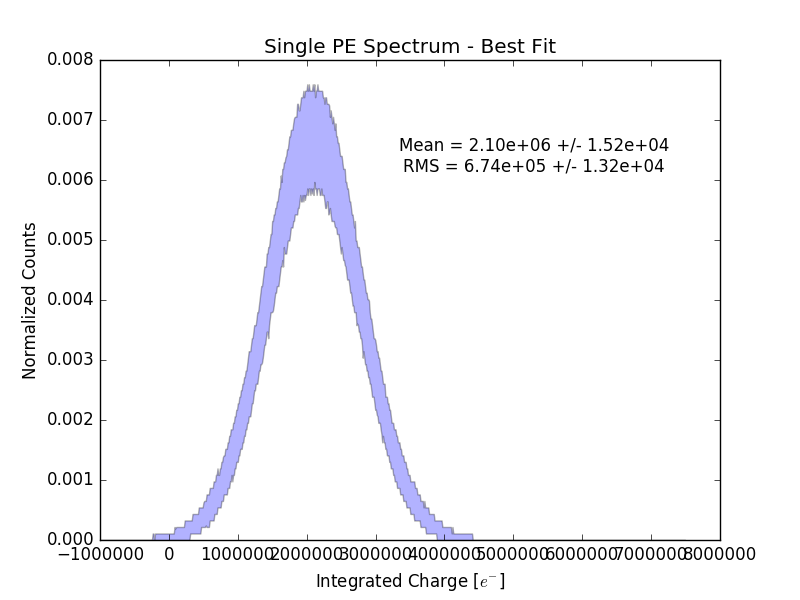 Single PE Spectrum - Best Fit
0.008
0.007
0.006
0.005
0.004
0.003
0.002
0.001
0.000
Normalized Counts
Mean = 2.10e+06 +/- 1.52e+04
RMS = 6.74e+05 +/- 1.32e+04
−1000000 0 1000000 2000000 3000000 4000000 5000000 6000000 7000000 8000000
Integrated Charge [e⁻]